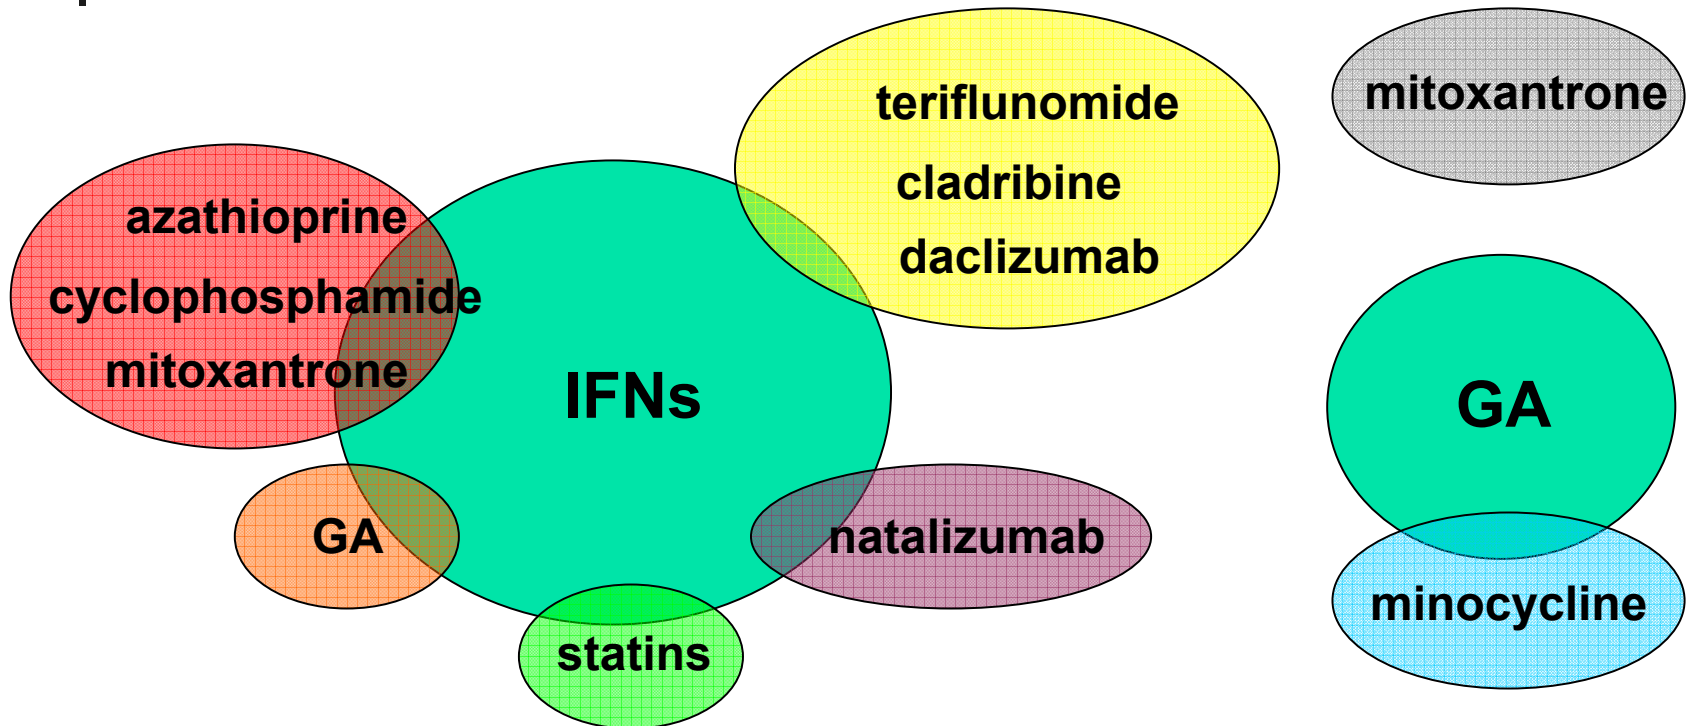 teriflunomide
cladribine
daclizumab
mitoxantrone
azathioprine
cyclophosphamide
mitoxantrone
IFNs
GA
GA
natalizumab
statins
minocycline